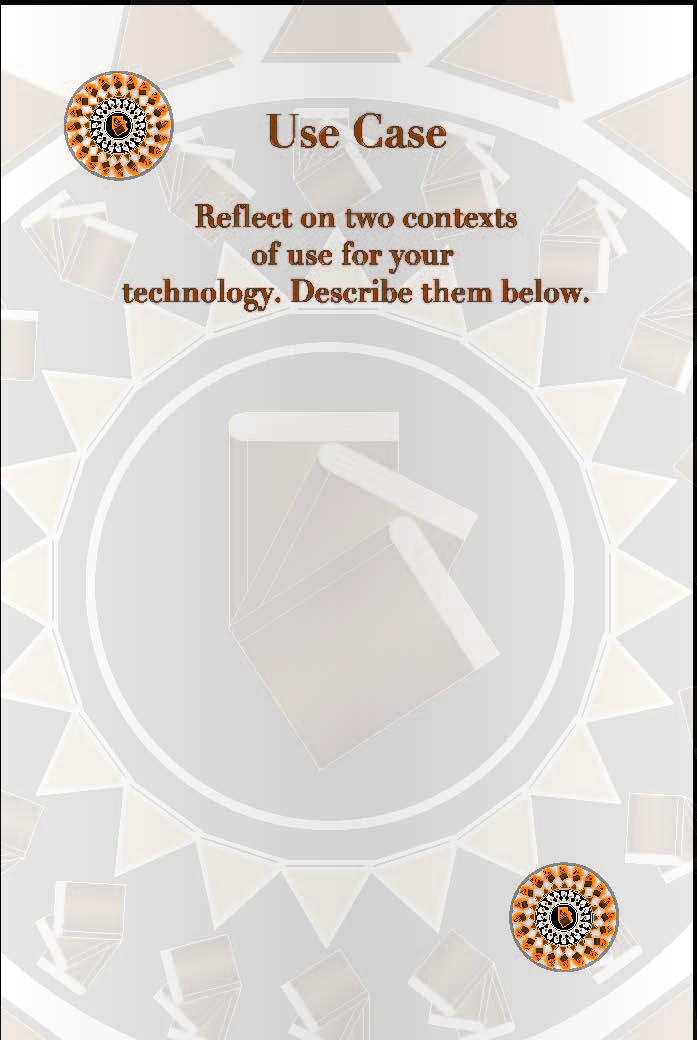 Use Case
Reflect on two contexts
of use for your
technology. Describe them below.